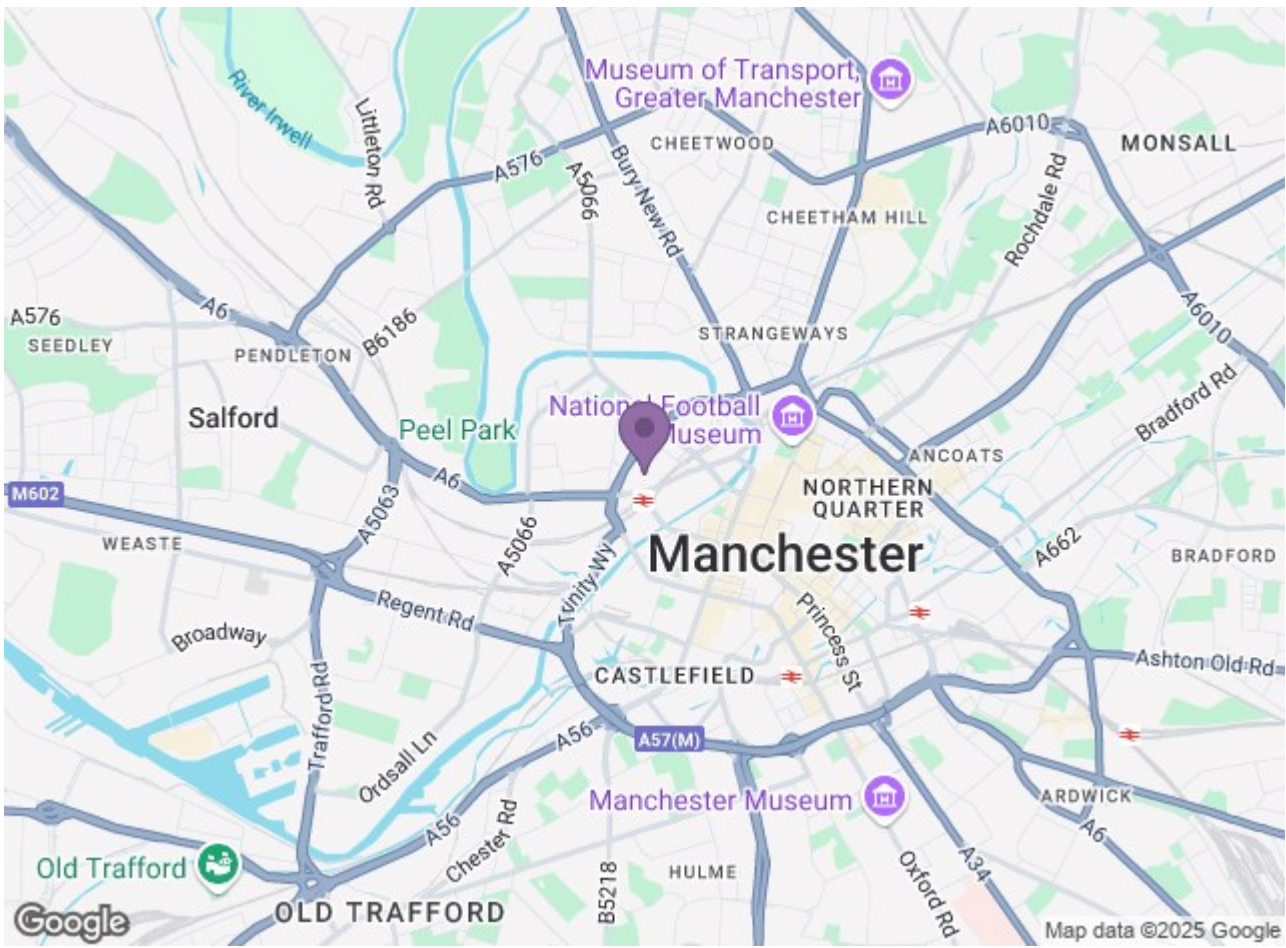 Museum of Transport,
Greater Manchester
CHEETWOOD
A6010
MONSALL
River Irwell
Littleton Rd
A576
A5066
Bury New Rd
CHEETHAM HILL
Rochdale Rd
A6010
A576
SEEDLEY
A6
PENDLETON
B6186
STRANGEWAYS
Salford
Peel Park
National Football
Museum
Bradford Rd
ANCOATS
M602
A6
A5063
NORTHERN
QUARTER
WEASTE
A5066
Manchester
A662
BRADFORD
Trinity Wy
Regent Rd
Princess St
Broadway
CASTLEFIELD
Ashton Old Rd
Trafford Rd
Ordsall Ln
A56
A57(M)
Manchester Museum
ARDWICK
A56
Chester Rd
A6
Old Trafford
HULME
B5218
Oxford Rd
A34
OLD TRAFFORD
Google
Map data ©2025 Google